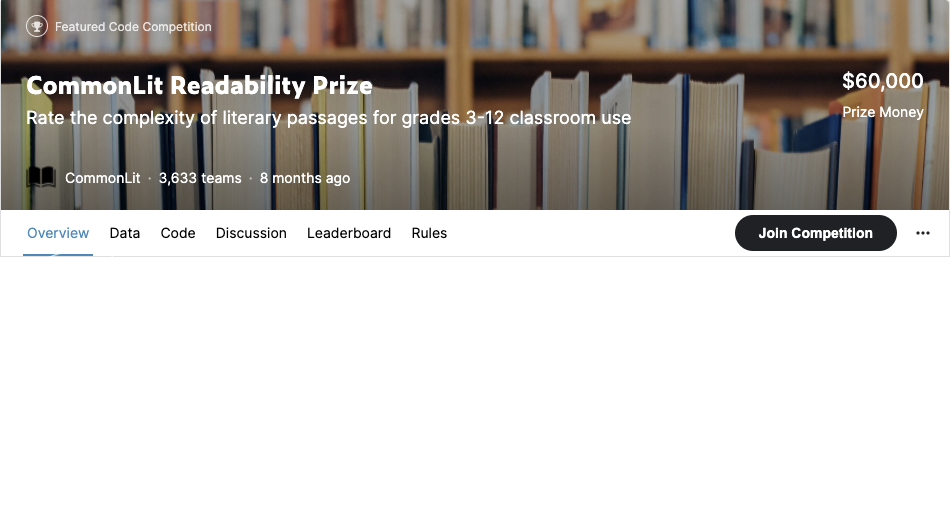 Featured Code Competition
CommonLit Readability Prize
$60,000
Rate the complexity of literary passages for grades 3-12 classroom use
Prize Money
CommonLit · 3,633 teams · 8 months ago
Overview Data Code Discussion Leaderboard Rules Join Competition ···